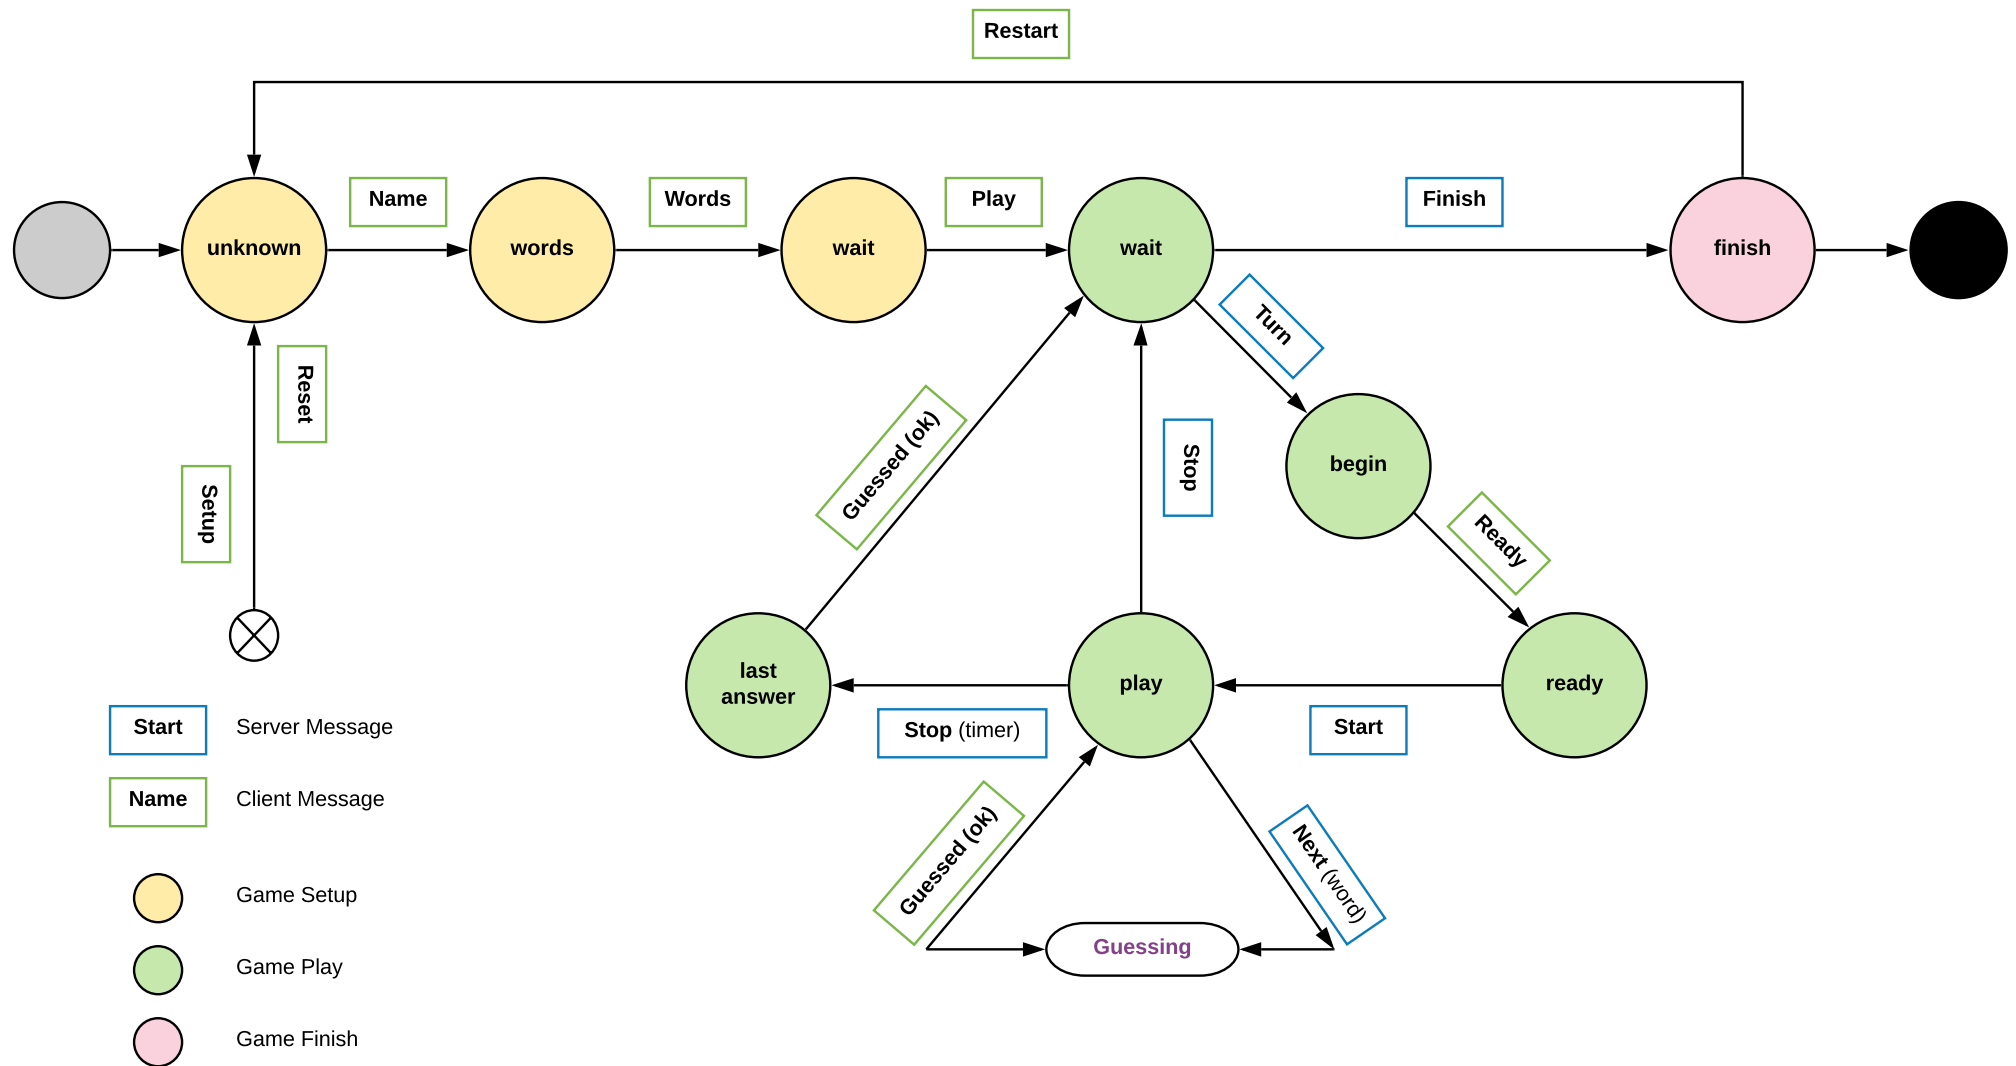 Restart
Name
Words
Play
Finish
unknown
words
wait
wait
finish
Turn
Reset
Guessed (ok)
Stop
begin
Setup
Ready
last
answer
play
ready
Start
Server Message
Stop (timer)
Start
Name
Client Message
Guessed (ok)
Next (word)
Game Setup
Guessing
Game Play
Game Finish